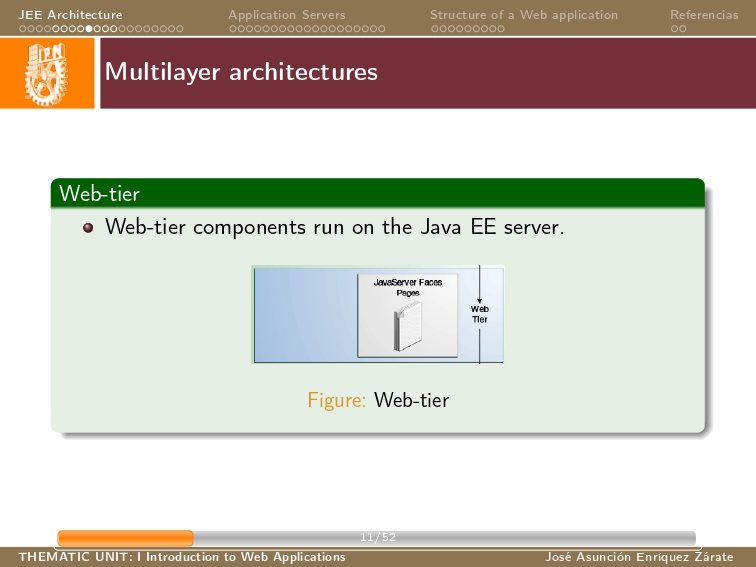 JEE Architecture
Application Servers
Structure of a Web application
Referencias
IPN
Multilayer architectures
Web-tier
Web-tier components run on the Java EE server.
JavaServer Faces
Pages
Web
Tier
Figure: Web-tier
11/52
THEMATIC UNIT: I Introduction to Web Applications
José Asunción Enríquez Zárate